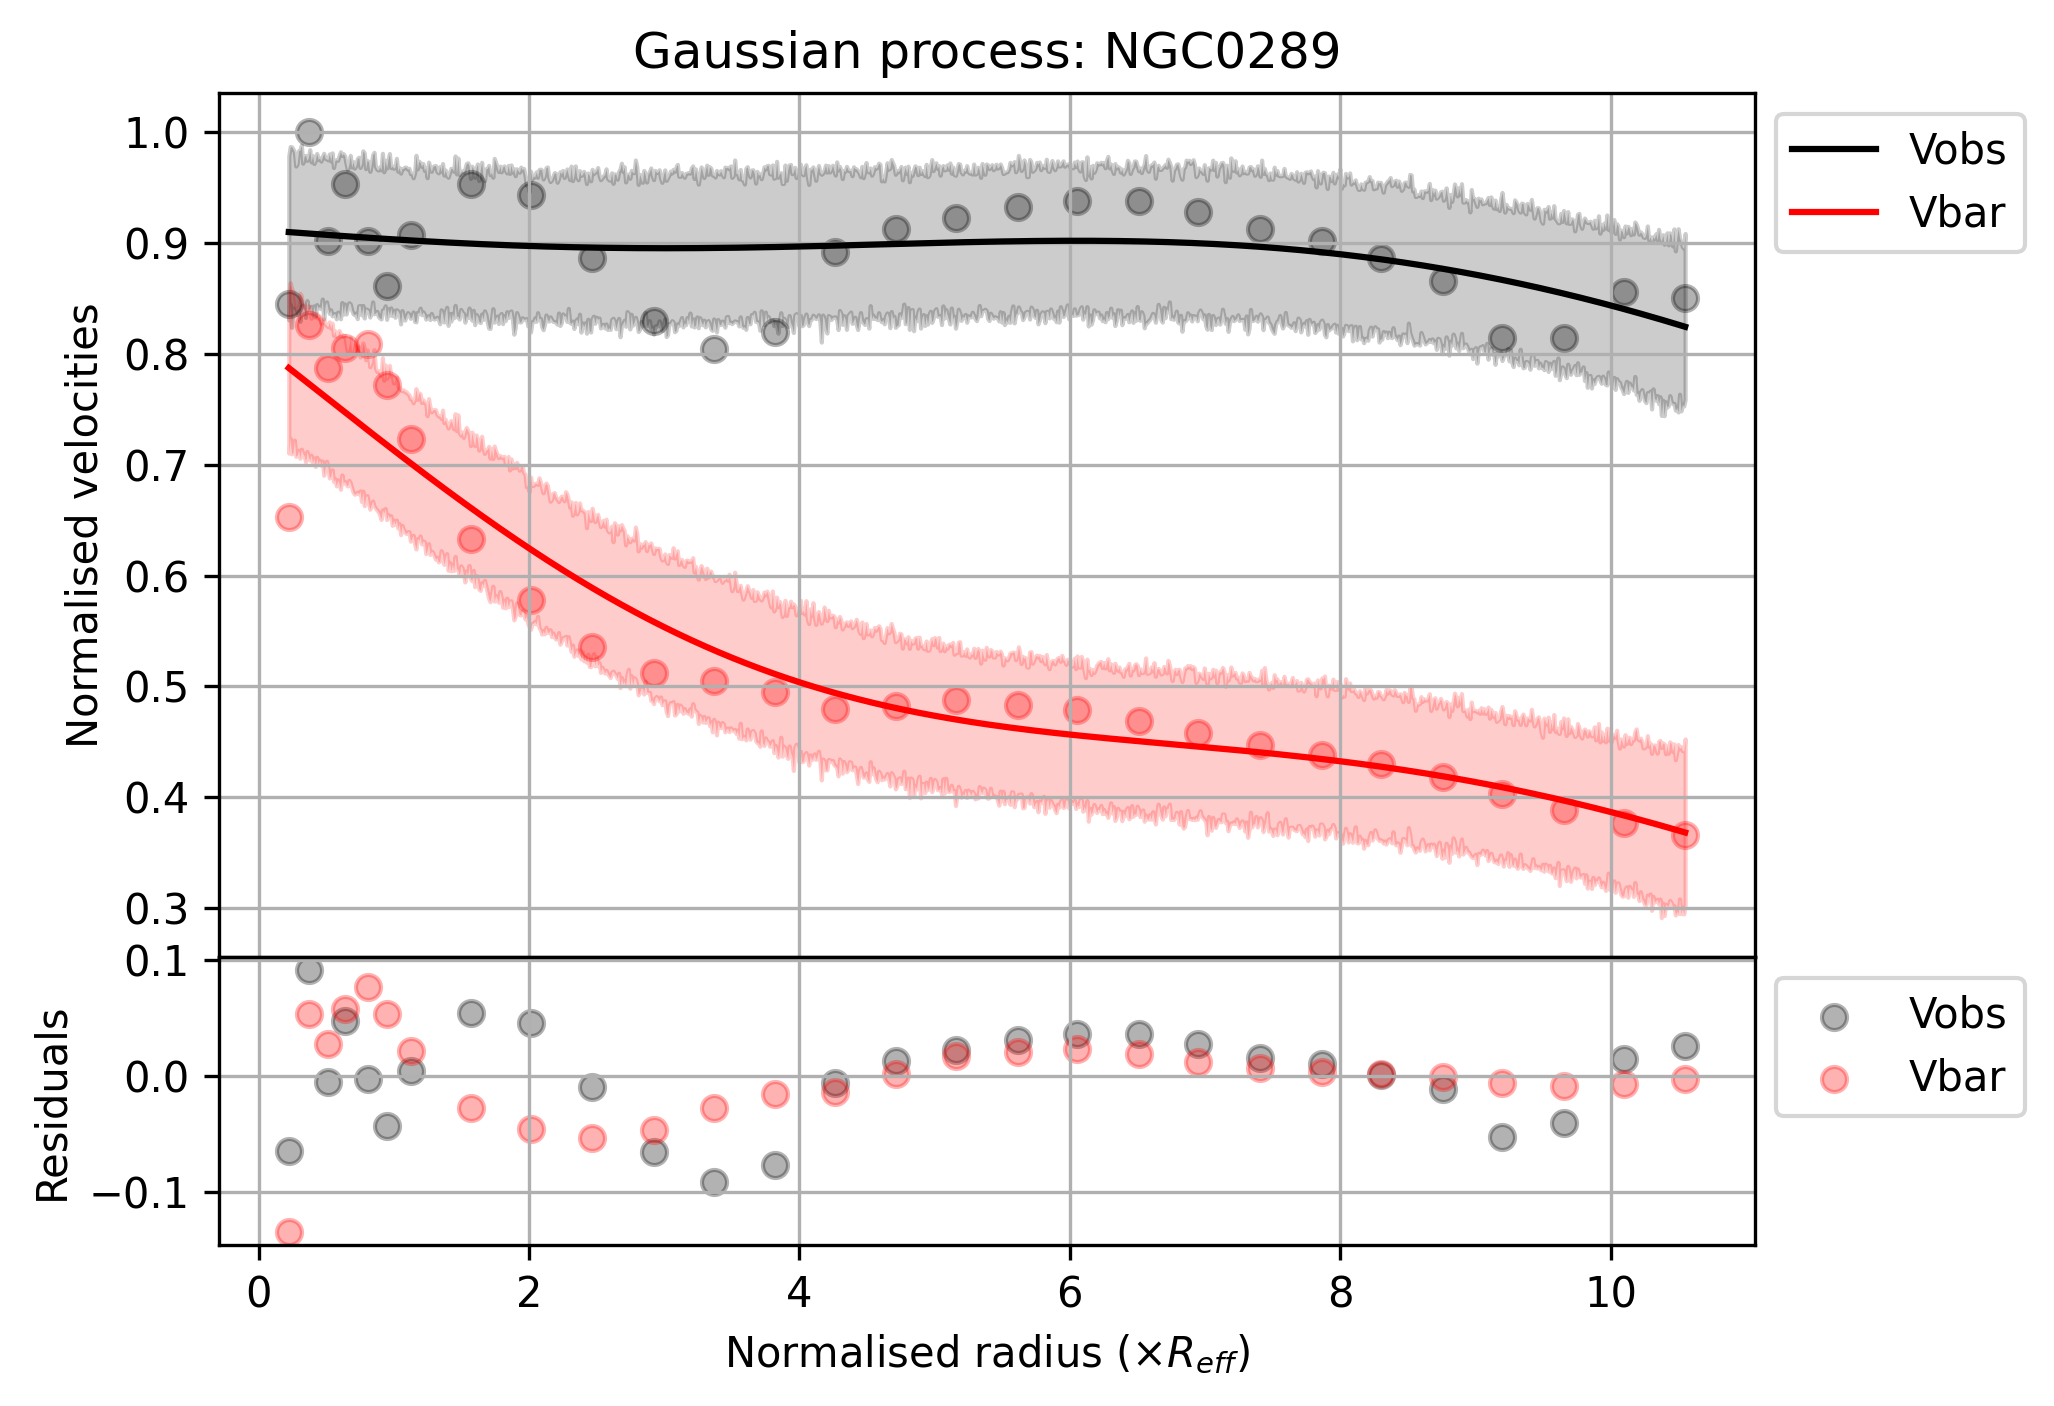 Gaussian process: NGC0289
1.0
0.9
0.8
0.7
0.6
0.5
0.4
0.3
Normalised velocities
Vobs
Vbar
0.1
0.0
−0.1
Residuals
Vobs
Vbar
0 2 4 6 8 10
Normalised radius (×R_{eff})